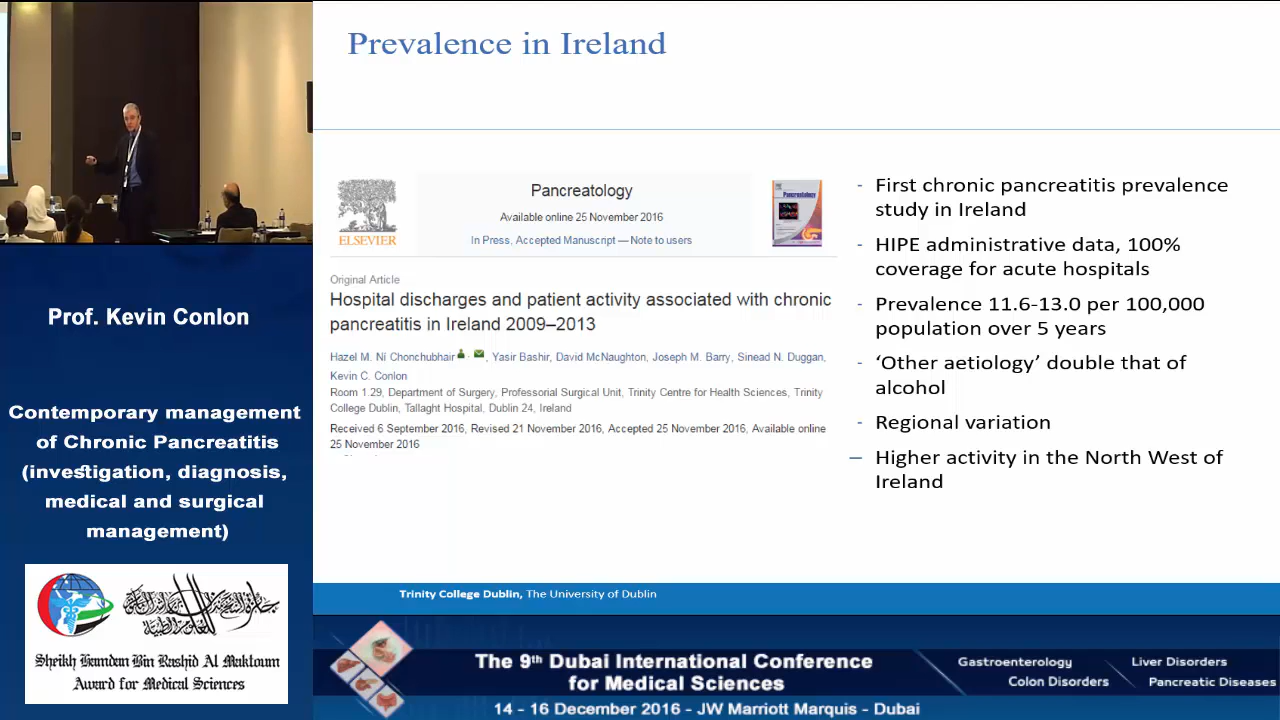 Prevalence in Ireland
Pancreatology
Available online 25 November 2016
In Press, Accepted Manuscript — Note to users
ELSEVIER
Pancreatology
Original Article
Hospital discharges and patient activity associated with chronic
pancreatitis in Ireland 2009–2013
Hazel M. Ní Chonchubhair, Yasir Bashir, David McNaughton, Joseph M. Barry, Sinead N. Duggan,
Kevin C. Conlon
Room 1.29, Department of Surgery, Professorial Surgical Unit, Trinity Centre for Health Sciences, Trinity
College Dublin, Tallaght Hospital, Dublin 24, Ireland
Received 6 September 2016, Revised 21 November 2016, Accepted 25 November 2016, Available online
25 November 2016
- First chronic pancreatitis prevalence
study in Ireland
- HIPE administrative data, 100%
coverage for acute hospitals
- Prevalence 11.6-13.0 per 100,000
population over 5 years
- ‘Other aetiology’ double that of
alcohol
- Regional variation
– Higher activity in the North West of
Ireland
Trinity College Dublin, The University of Dublin
Prof. Kevin Conlon
Contemporary management
of Chronic Pancreatitis
(investigation, diagnosis,
medical and surgical
management)
Sheikh Hamdan Bin Rashid Al Maktoum
Award for Medical Sciences
The 9th Dubai International Conference
for Medical Sciences
14 - 16 December 2016 - JW Marriott Marquis - Dubai
Gastroenterology
Liver Disorders
Colon Disorders
Pancreatic Diseases